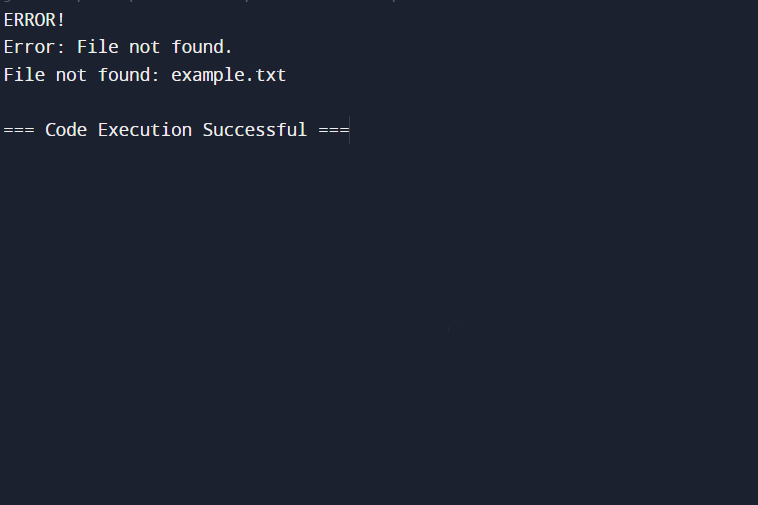 ERROR!
Error: File not found.
File not found: example.txt
=== Code Execution Successful ===